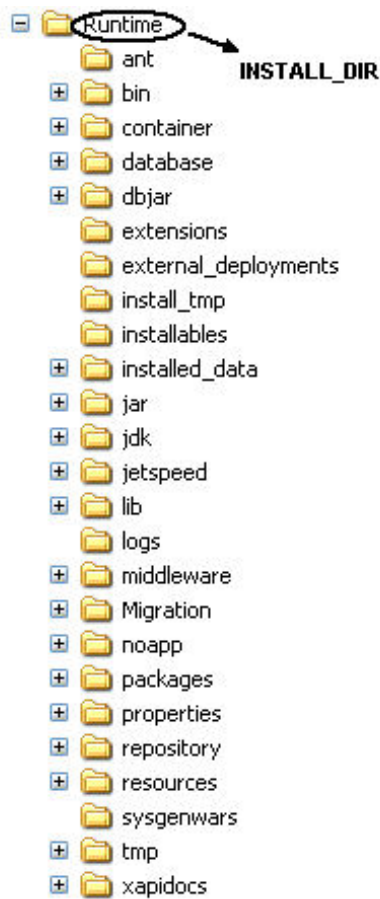 Runtime
INSTALL_DIR
ant
bin
container
database
dbjar
extensions
external_deployments
install_tmp
installables
installed_data
jar
jdk
jetspeed
lib
logs
middleware
Migration
noapp
packages
properties
repository
resources
sysgenwars
tmp
xapidocs